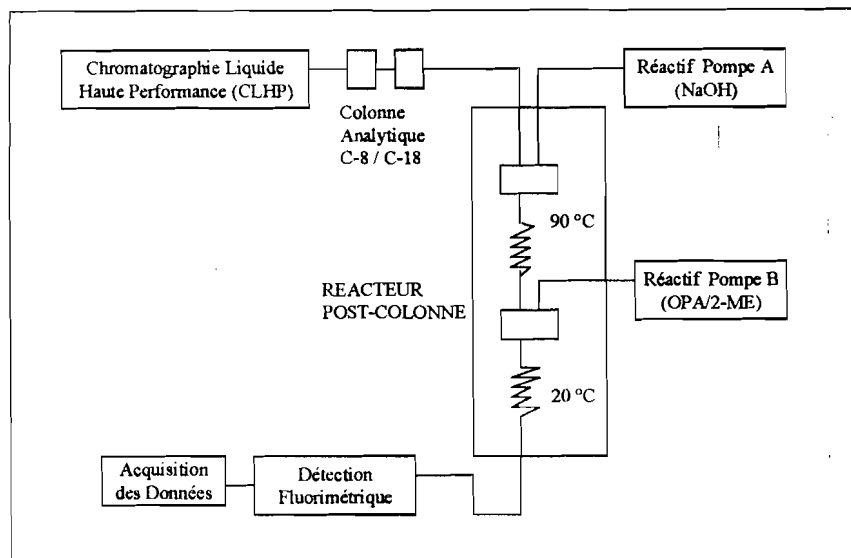 Chromatographie Liquide
Haute Performance (CLHP)
Réactif Pompe A
(NaOH)
Colonne
Analytique
C-8 / C-18
90 °C
REACTEUR
POST-COLONNE
Réactif Pompe B
(OPA/2-ME)
20 °C
Acquisition
des Données
Détection
Fluorimétrique